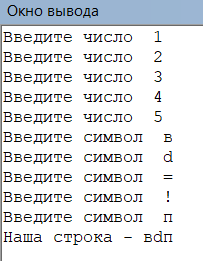 Окно вывода
Введите число  1
Введите число  2
Введите число  3
Введите число  4
Введите число  5
Введите символ  в
Введите символ  d
Введите символ  =
Введите символ  !
Введите символ  п
Наша строка - вdп